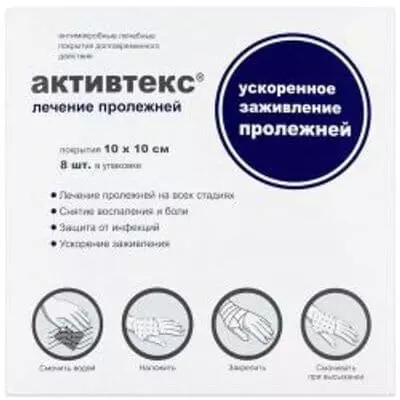 антимикробные лечебные
покрытия долговременного
действия
активтекс®
лечение пролежней
ускоренное
заживление
пролежней
покрытия 10 x 10 см
8 шт. в упаковке
• Лечение пролежней на всех стадиях
• Снятие воспаления и боли
• Защита от инфекций
• Ускорение заживления
Смочить водой
Наложить
Закрепить
Смачивать
при высыхании